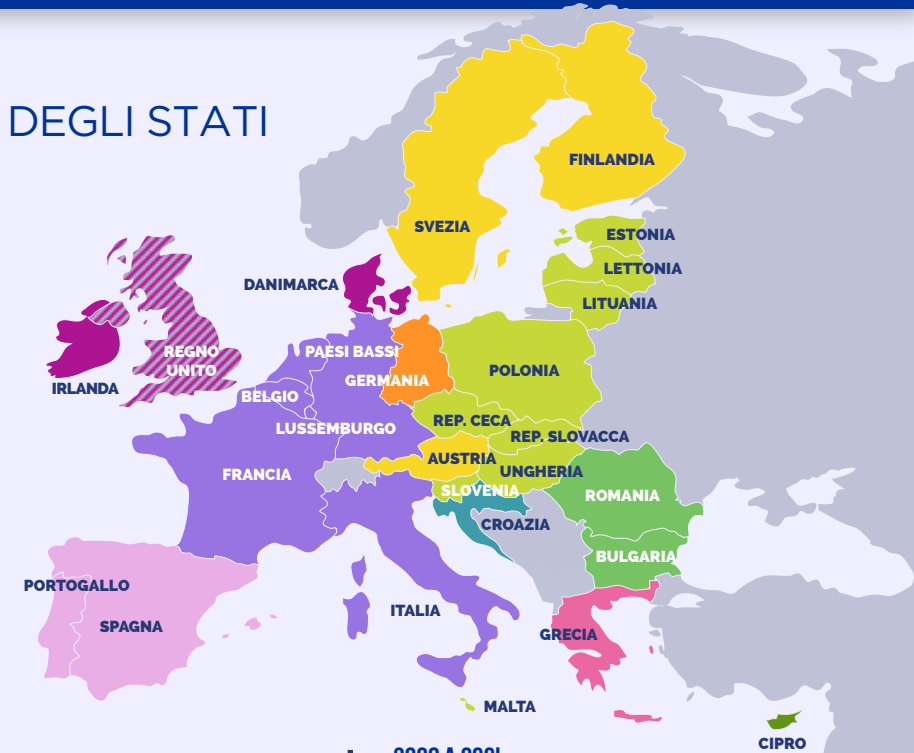 DEGLI STATI
FINLANDIA
SVEZIA
ESTONIA
LETTONIA
DANIMARCA
LITUANIA
REGNO
UNITO
PAESI BASSI
POLONIA
GERMANIA
IRLANDA
BELGIO
REP. CECA
LUSSEMBURGO
REP. SLOVACCA
AUSTRIA
UNGHERIA
FRANCIA
SLOVENIA
ROMANIA
CROAZIA
BULGARIA
PORTOGALLO
ITALIA
SPAGNA
GRECIA
MALTA
CIPRO